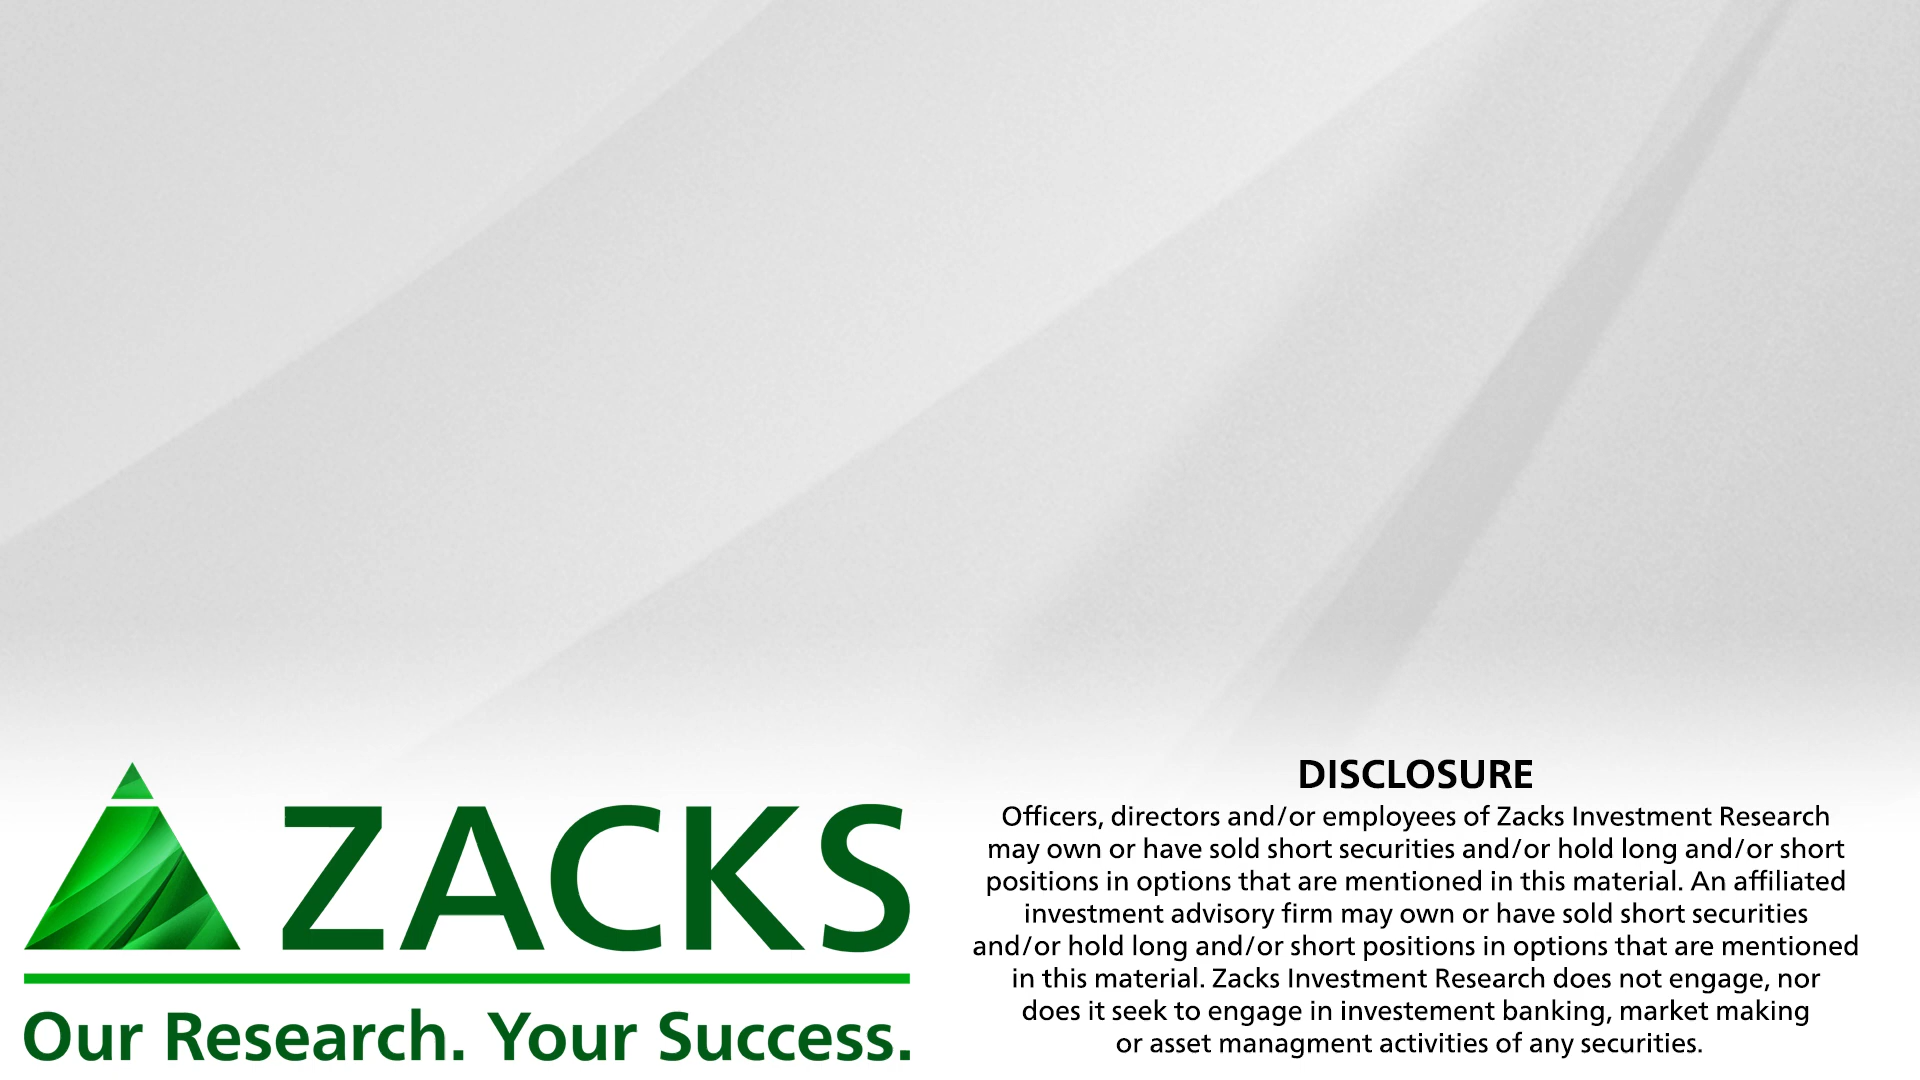 ZACKS
Our Research. Your Success.
DISCLOSURE
Officers, directors and/or employees of Zacks Investment Research
may own or have sold short securities and/or hold long and/or short
positions in options that are mentioned in this material. An affiliated
investment advisory firm may own or have sold short securities
and/or hold long and/or short positions in options that are mentioned
in this material. Zacks Investment Research does not engage, nor
does it seek to engage in investement banking, market making
or asset managment activities of any securities.